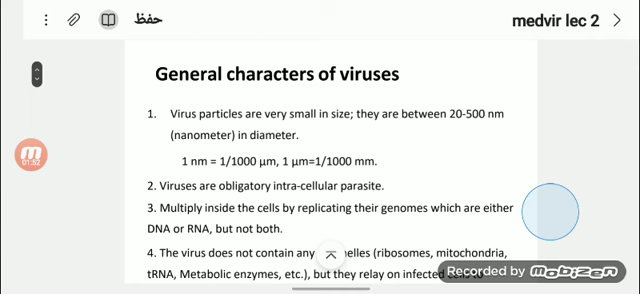 حفظ
medvir lec 2
General characters of viruses
1. Virus particles are very small in size; they are between 20-500 nm
(nanometer) in diameter.
1 nm = 1/1000 µm, 1 µm=1/1000 mm.
2. Viruses are obligatory intra-cellular parasite.
3. Multiply inside the cells by replicating their genomes which are either
DNA or RNA, but not both.
4. The virus does not contain any (ribosomes, mitochondria,
tRNA, Metabolic enzymes, etc.), but they relay on infected
01:52
Recorded by mobizen